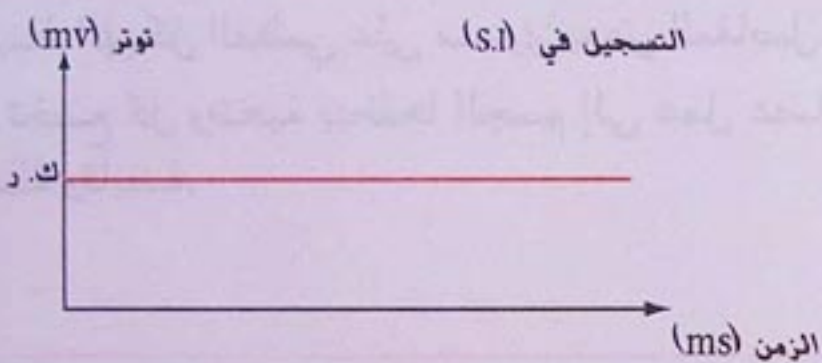 التسجيل في (S.I)
توتر (mv)
ك. ر
الزمن (ms)